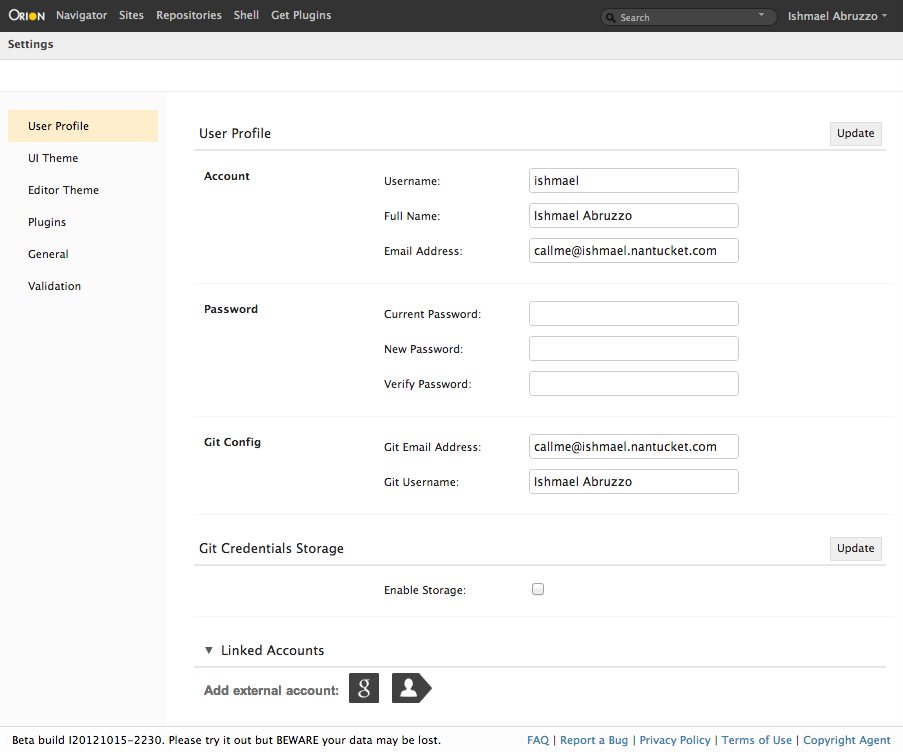 ORION Navigator Sites Repositories Shell Get Plugins Search Ishmael Abruzzo
Settings
User Profile
UI Theme
Editor Theme
Plugins
General
Validation
User Profile Update
Account
Username: ishmael
Full Name: Ishmael Abruzzo
Email Address: callme@ishmael.nantucket.com
Password
Current Password:
New Password:
Verify Password:
Git Config
Git Email Address: callme@ishmael.nantucket.com
Git Username: Ishmael Abruzzo
Git Credentials Storage Update
Enable Storage:
Linked Accounts
Add external account: g
Beta build I20121015-2230. Please try it out but BEWARE your data may be lost. FAQ | Report a Bug | Privacy Policy | Terms of Use | Copyright Agent